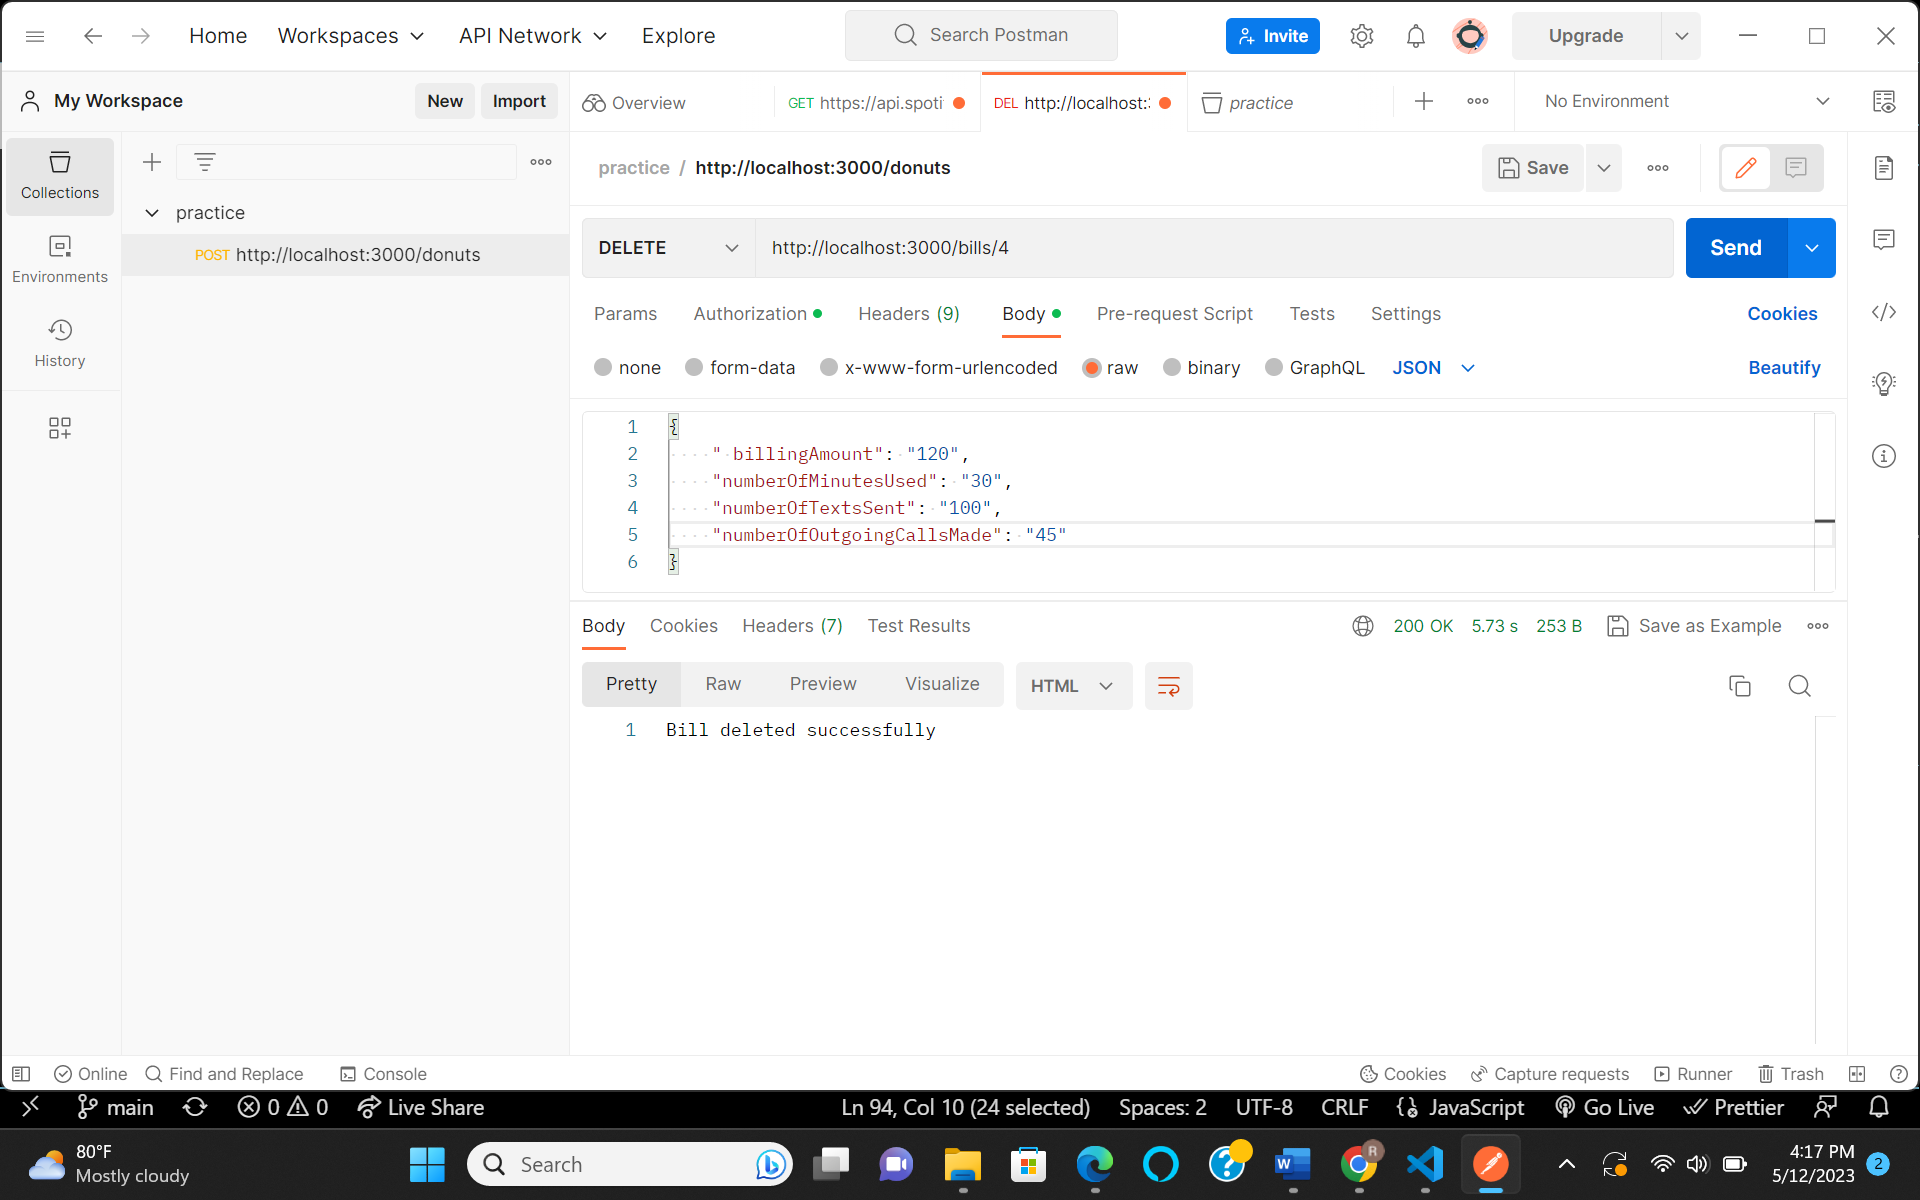 Home
Workspaces
API Network
Explore
Search Postman
Invite
Upgrade
My Workspace
New
Import
Overview
GET https://api.spoti
DEL http://localhost:
practice
No Environment
Collections
Environments
History
practice
POST http://localhost:3000/donuts
practice / http://localhost:3000/donuts
Save
DELETE
http://localhost:3000/bills/4
Send
Params
Authorization
Headers (9)
Body
Pre-request Script
Tests
Settings
Cookies
none
form-data
x-www-form-urlencoded
raw
binary
GraphQL
JSON
Beautify
1 {
2 " billingAmount": "120",
3 "numberOfMinutesUsed": "30",
4 "numberOfTextsSent": "100",
5 "numberOfOutgoingCallsMade": "45"
6 }
Body
Cookies
Headers (7)
Test Results
200 OK
5.73 s
253 B
Save as Example
Pretty
Raw
Preview
Visualize
HTML
1 Bill deleted successfully
Online
Find and Replace
Console
Cookies
Capture requests
Runner
Trash
main
0
0
Live Share
Ln 94, Col 10 (24 selected)
Spaces: 2
UTF-8
CRLF
JavaScript
Go Live
Prettier
80°F
Mostly cloudy
Search
R
4:17 PM
5/12/2023
2